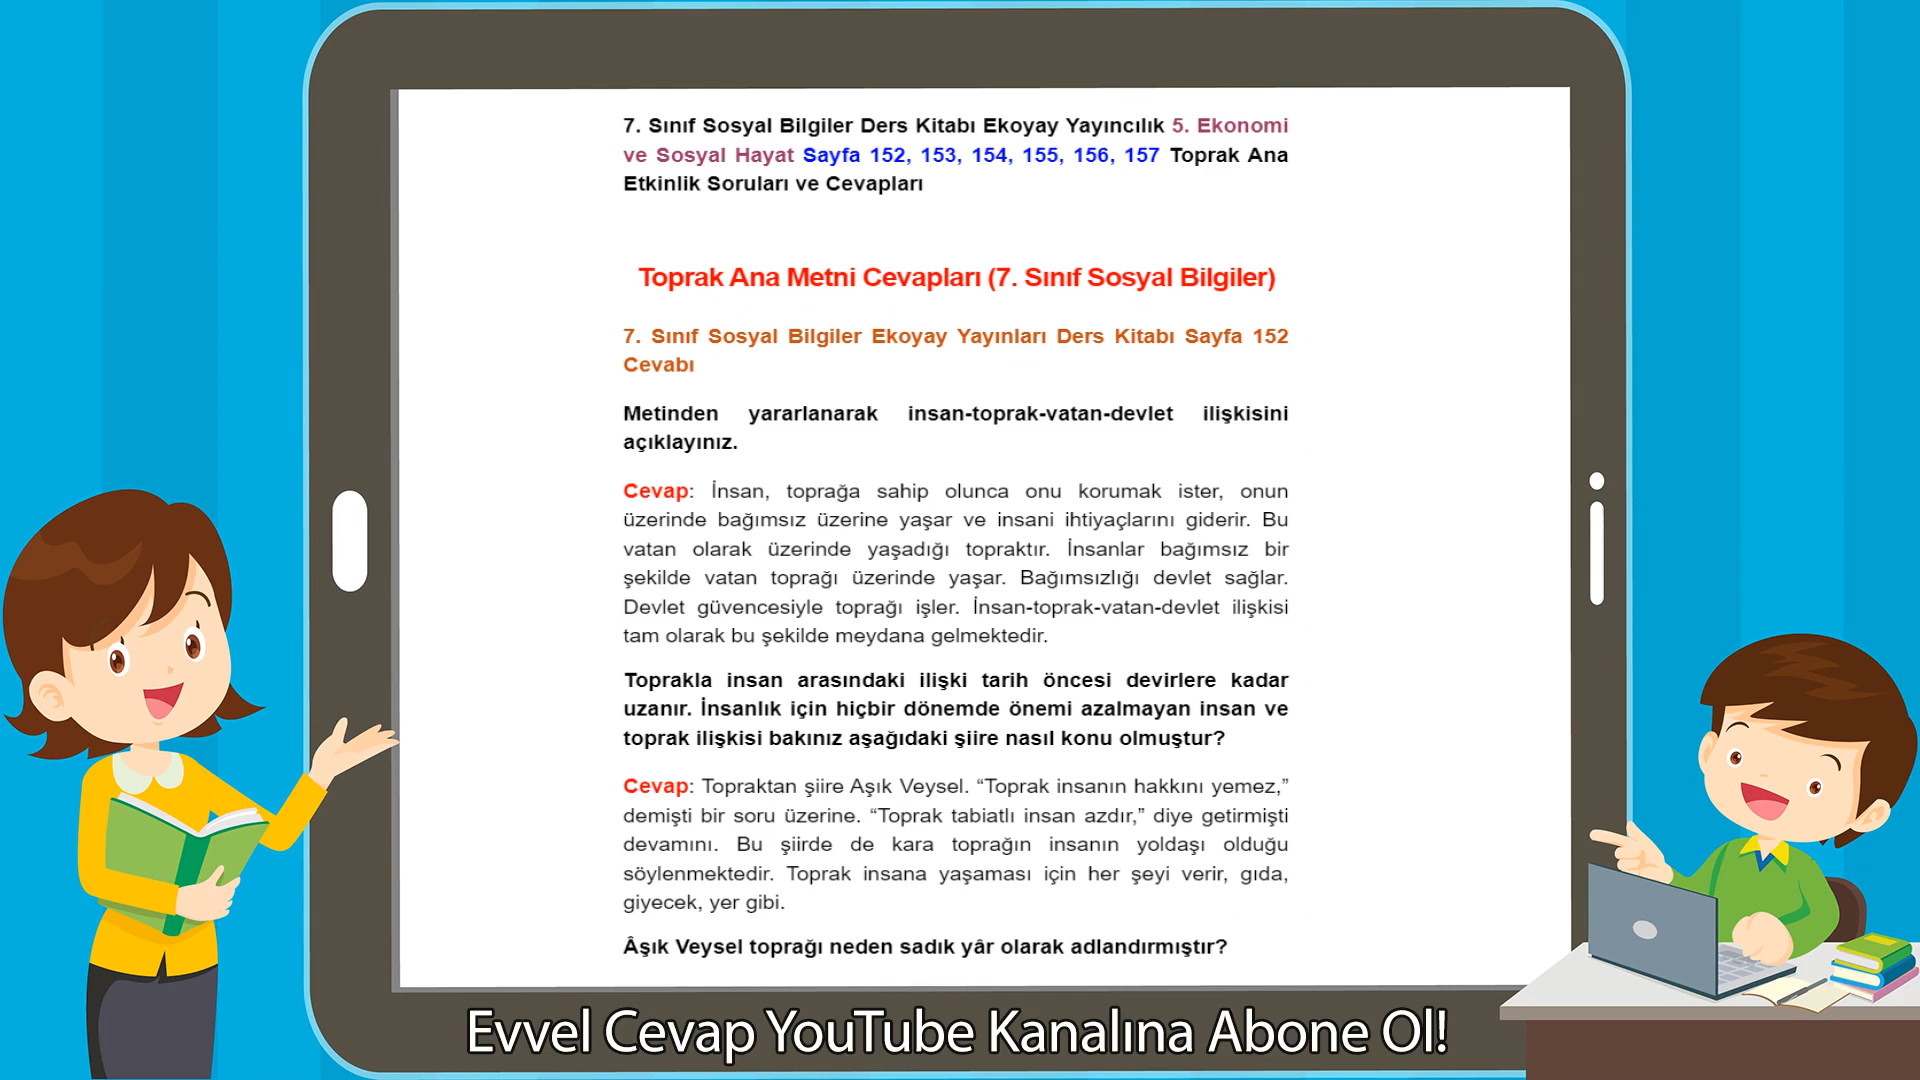 7. Sınıf Sosyal Bilgiler Ders Kitabı Ekoyay Yayıncılık 5. Ekonomi
ve Sosyal Hayat Sayfa 152, 153, 154, 155, 156, 157 Toprak Ana
Etkinlik Soruları ve Cevapları
Toprak Ana Metni Cevapları (7. Sınıf Sosyal Bilgiler)
7. Sınıf Sosyal Bilgiler Ekoyay Yayınları Ders Kitabı Sayfa 152
Cevabı
Metinden yararlanarak insan-toprak-vatan-devlet ilişkisini
açıklayınız.
Cevap: İnsan, toprağa sahip olunca onu korumak ister, onun
üzerinde bağımsız üzerine yaşar ve insani ihtiyaçlarını giderir. Bu
vatan olarak üzerinde yaşadığı topraktır. İnsanlar bağımsız bir
şekilde vatan toprağı üzerinde yaşar. Bağımsızlığı devlet sağlar.
Devlet güvencesiyle toprağı işler. İnsan-toprak-vatan-devlet ilişkisi
tam olarak bu şekilde meydana gelmektedir.
Toprakla insan arasındaki ilişki tarih öncesi devirlere kadar
uzanır. İnsanlık için hiçbir dönemde önemi azalmayan insan ve
toprak ilişkisi bakınız aşağıdaki şiire nasıl konu olmuştur?
Cevap: Topraktan şiire Aşık Veysel. “Toprak insanın hakkını yemez,”
demişti bir soru üzerine. “Toprak tabiatlı insan azdır,” diye getirmişti
devamını. Bu şiirde de kara toprağın insanın yoldaşı olduğu
söylenmektedir. Toprak insana yaşaması için her şeyi verir, gıda,
giyecek, yer gibi.
Âşık Veysel toprağı neden sadık yâr olarak adlandırmıştır?
Evvel Cevap YouTube Kanalına Abone Ol!